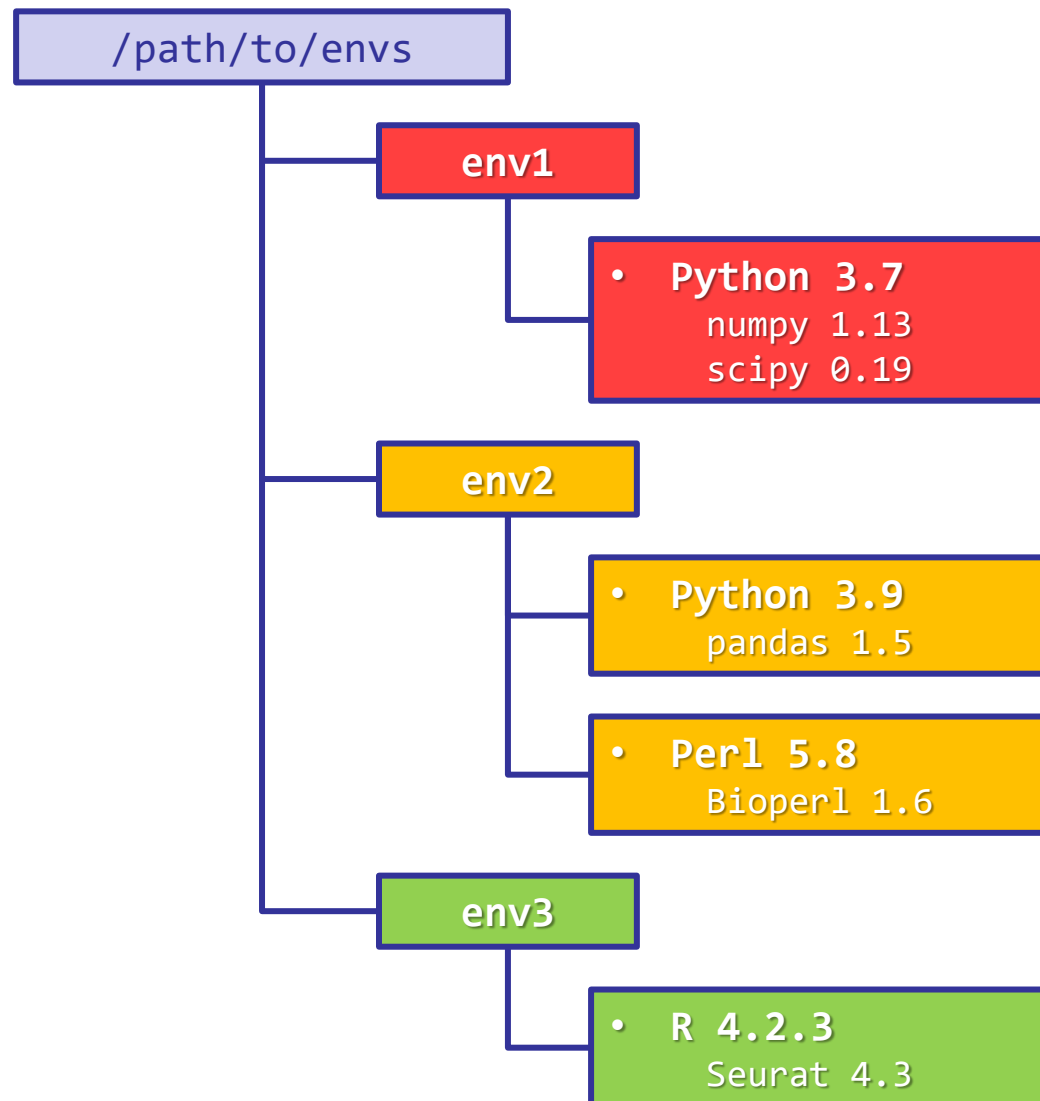 /path/to/envs
env1
• Python 3.7
numpy 1.13
scipy 0.19
env2
• Python 3.9
pandas 1.5
• Perl 5.8
Bioperl 1.6
env3
• R 4.2.3
Seurat 4.3